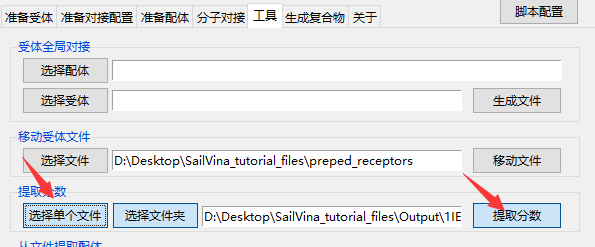 脚本配置
准备受体 准备对接配置 准备配体 分子对接 工具 生成复合物 关于
受体全局对接
选择配体
选择受体 生成文件
移动受体文件
选择文件 D:\Desktop\SailVina_tutorial_files\preped_receptors 移动文件
提取分数
选择单个文件 选择文件夹 D:\Desktop\SailVina_tutorial_files\Output\1IE 提取分数
从文件提取配体